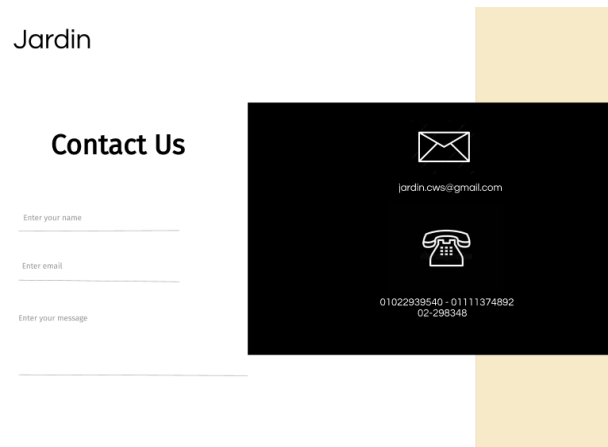 Jardin
Contact Us
Enter your name
Enter email
Enter your message
jardin.cws@gmail.com
01022939540 - 01111374892
02-298348